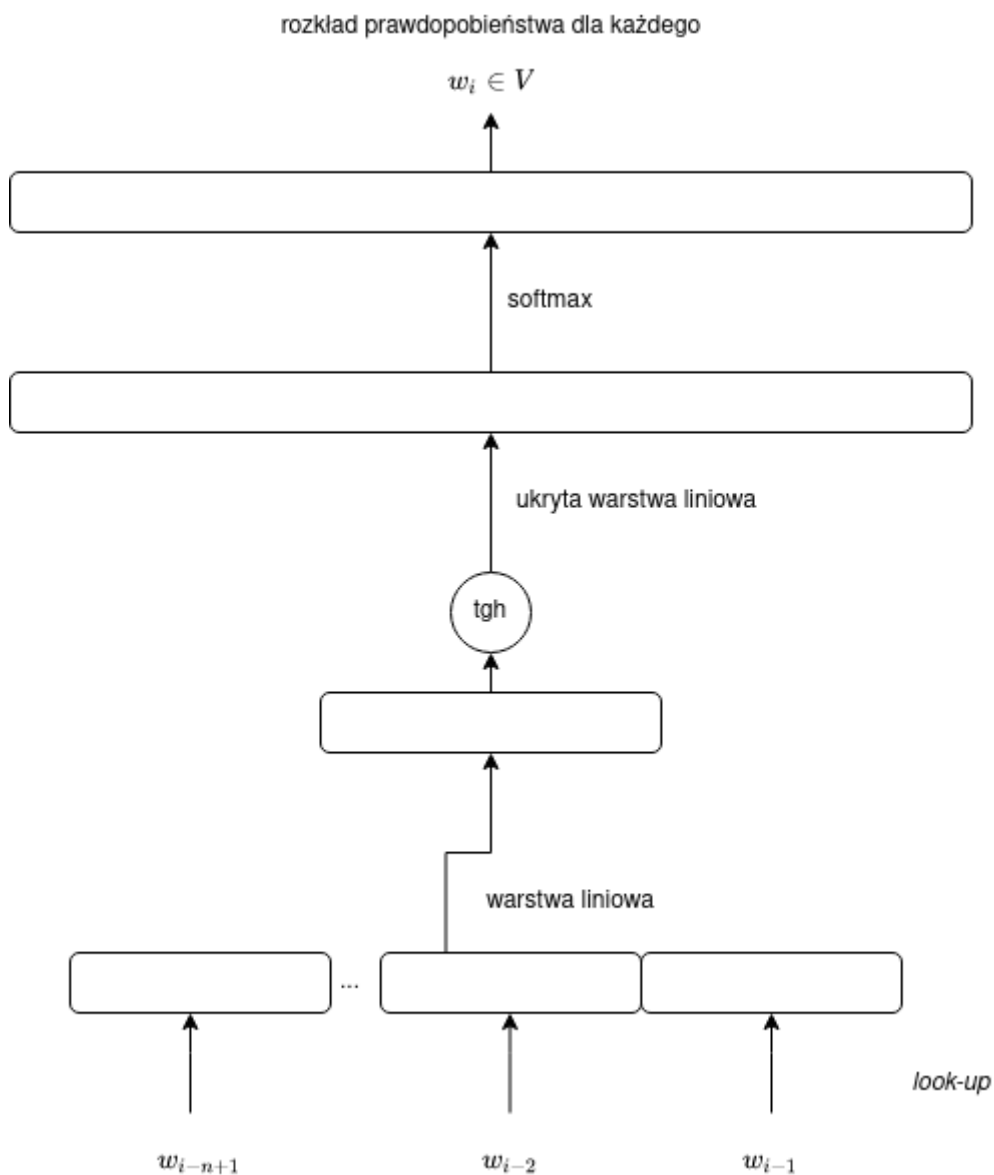 rozkład prawdopobieństwa dla każdego
w_i ∈ V
softmax
ukryta warstwa liniowa
tgh
warstwa liniowa
...
look-up
w_{i-n+1} w_{i-2} w_{i-1}